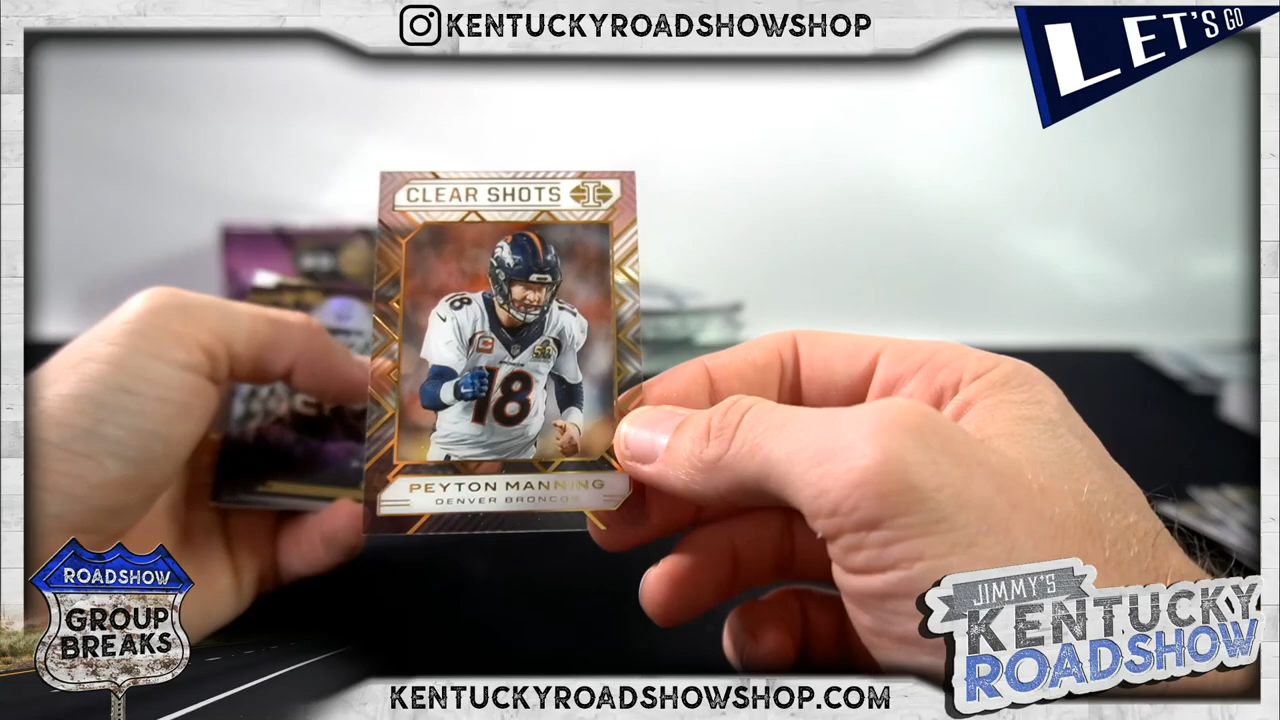 KENTUCKYROADSHOWSHOP
LET'S GO
CLEAR SHOTS
18
18
C
18
PEYTON MANNING
DENVER BRONCOS
ROADSHOW
GROUP
BREAKS
JIMMY'S
KENTUCKY
ROADSHOW
KENTUCKYROADSHOWSHOP.COM